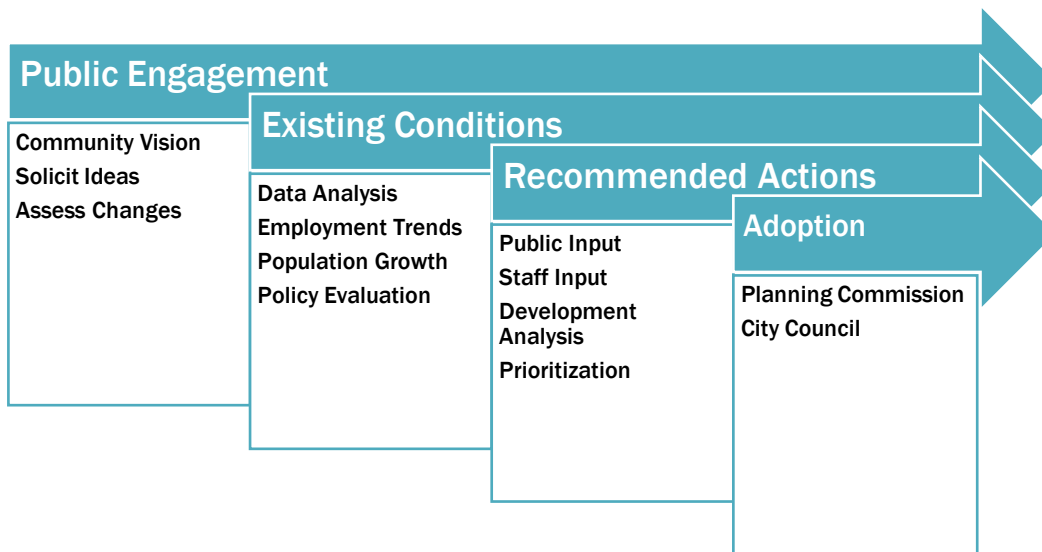 Public Engagement
Community Vision
Solicit Ideas
Assess Changes
Existing Conditions
Data Analysis
Employment Trends
Population Growth
Policy Evaluation
Recommended Actions
Public Input
Staff Input
Development
Analysis
Prioritization
Adoption
Planning Commission
City Council